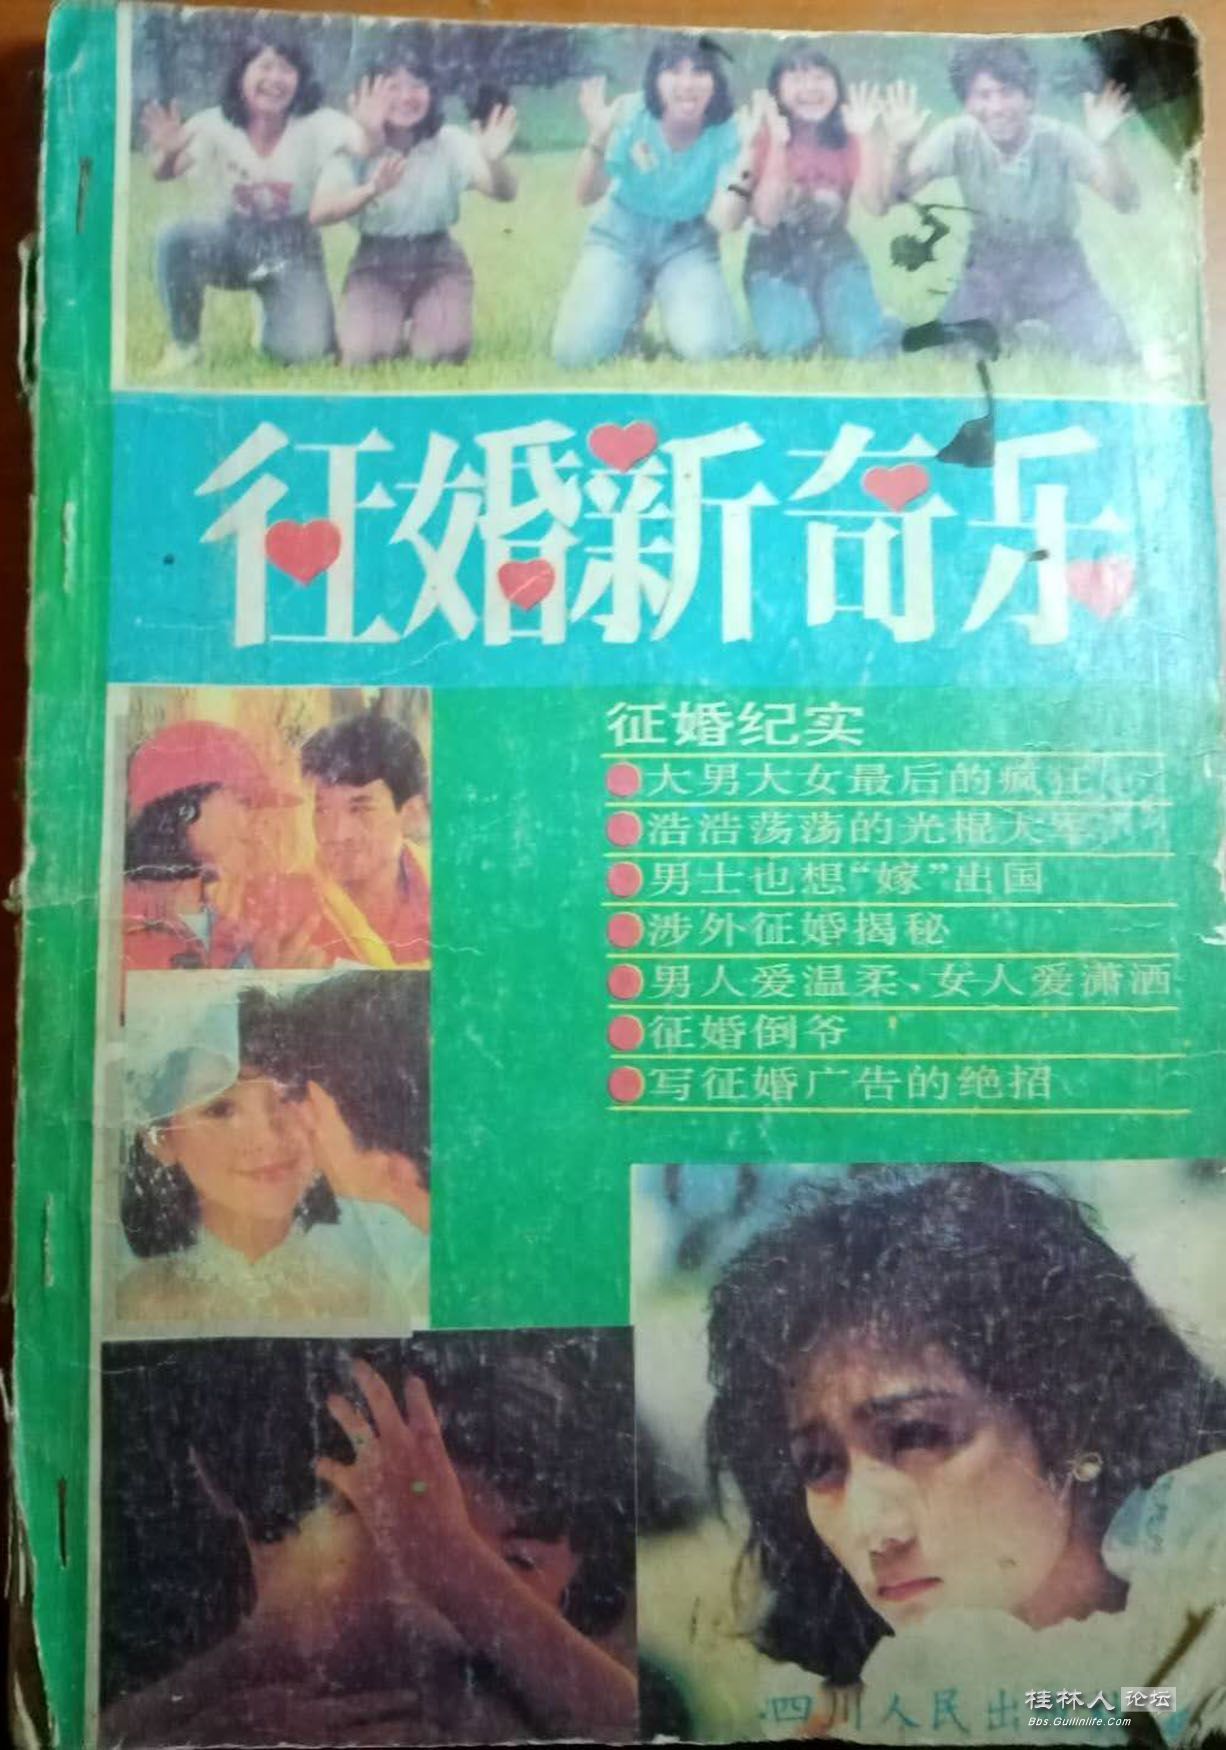 征婚新奇乐
征婚纪实
大男大女最后的疯狂
浩浩荡荡的光棍大军
男士也想“嫁”出国
涉外征婚揭秘
男人爱温柔、女人爱潇洒
征婚倒爷
写征婚广告的绝招
四川人民出
桂林人论坛
Bbs.Guilinlife.com